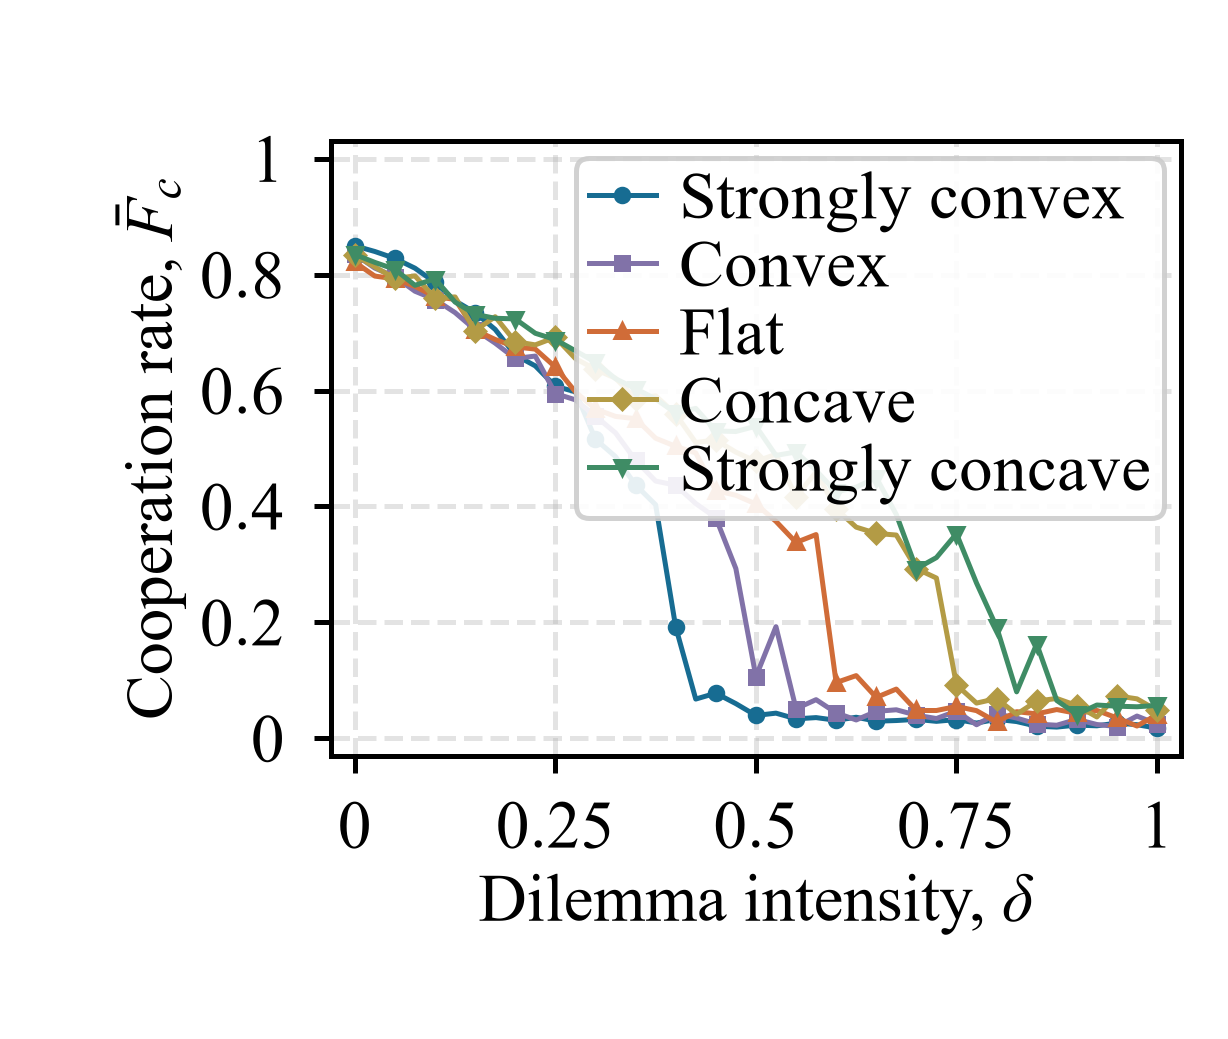 Cooperation rate, F̄c
1
0.8
0.6
0.4
0.2
0
Strongly convex
Convex
Flat
Concave
Strongly concave
0 0.25 0.5 0.75 1
Dilemma intensity, δ